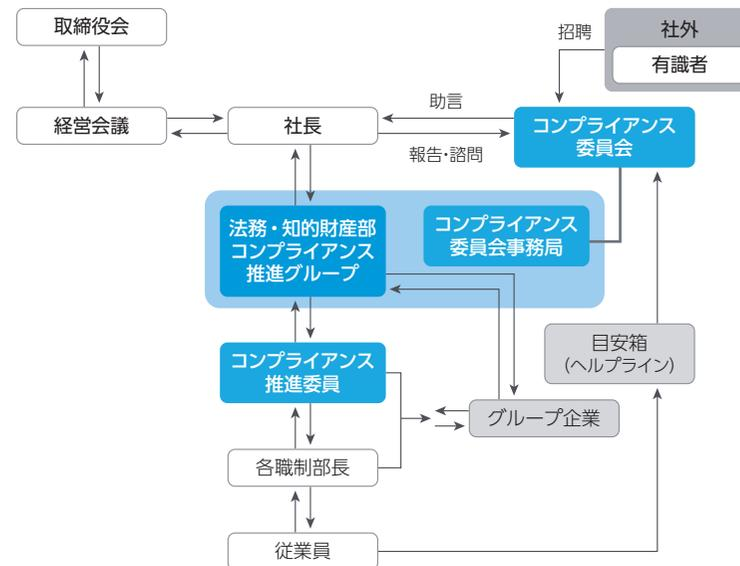 取締役会
招聘
社外
有識者
経営会議
社長
助言
報告・諮問
コンプライアンス
委員会
法務・知的財産部
コンプライアンス
推進グループ
コンプライアンス
委員会事務局
コンプライアンス
推進委員
目安箱
(ヘルプライン)
グループ企業
各職制部長
従業員